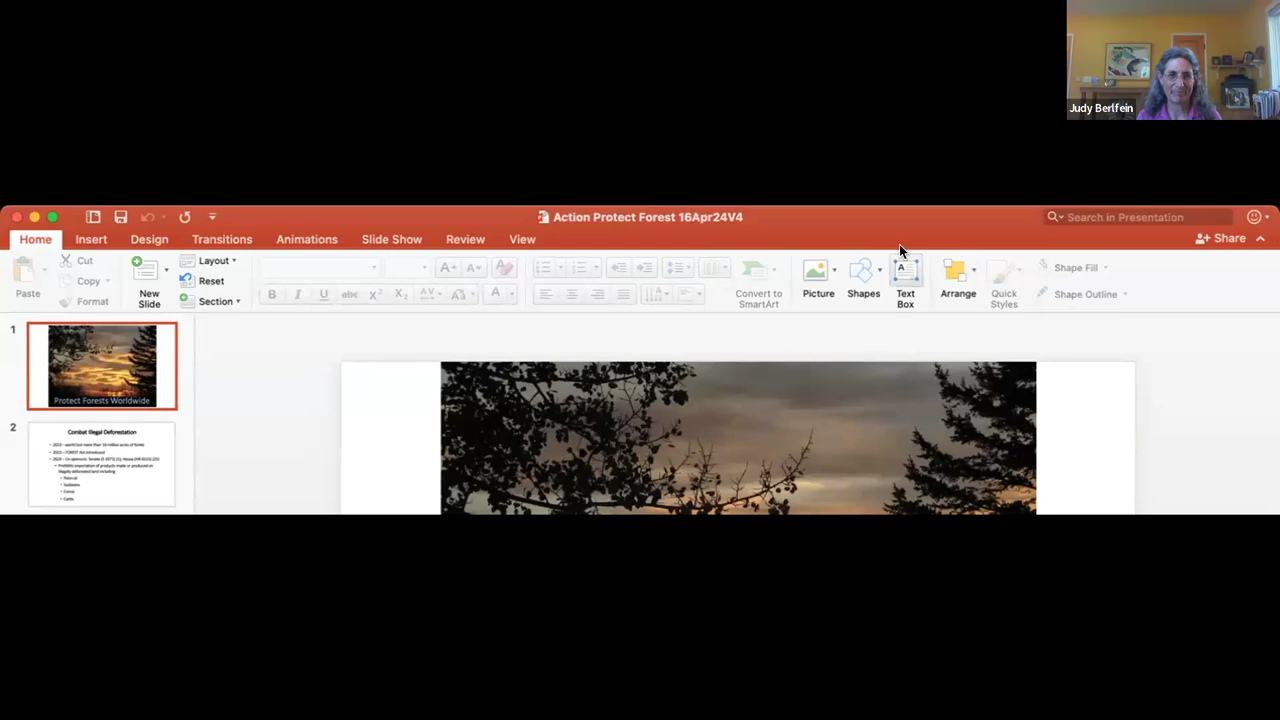 Judy Berlfein
Action Protect Forest 16Apr24V4
Search in Presentation
Home Insert Design Transitions Animations Slide Show Review View Share
Paste
Cut
Copy
Format
New Slide
Layout
Reset
Section
Convert to SmartArt
Picture
Shapes
Text Box
Arrange
Quick Styles
Shape Fill
Shape Outline
1
Protect Forests Worldwide
2
Combat Illegal Deforestation